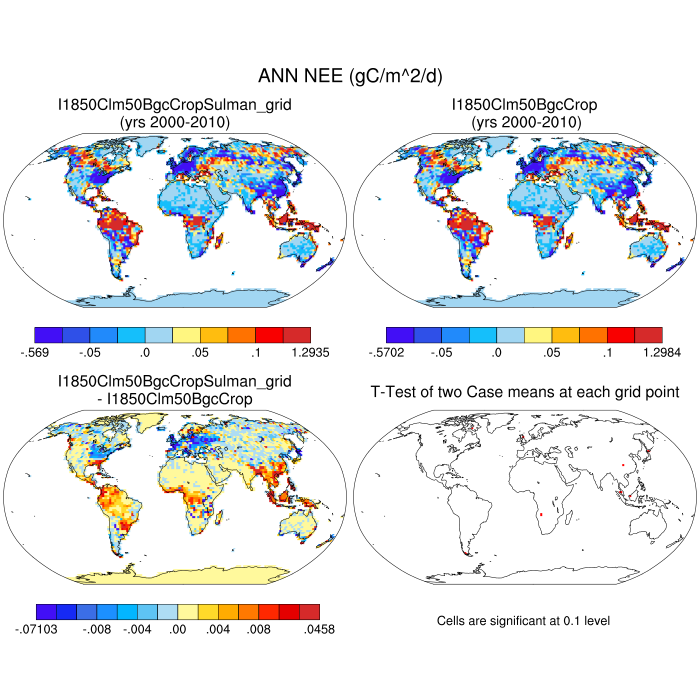 ANN NEE (gC/m^2/d)
I1850Clm50BgcCropSulman_grid
(yrs 2000-2010)
I1850Clm50BgcCrop
(yrs 2000-2010)
-.569 -.05 .0 .05 .1 1.2935
-.5702 -.05 .0 .05 .1 1.2984
I1850Clm50BgcCropSulman_grid
- I1850Clm50BgcCrop
T-Test of two Case means at each grid point
-.07103 -.008 -.004 .00 .004 .008 .0458
Cells are significant at 0.1 level